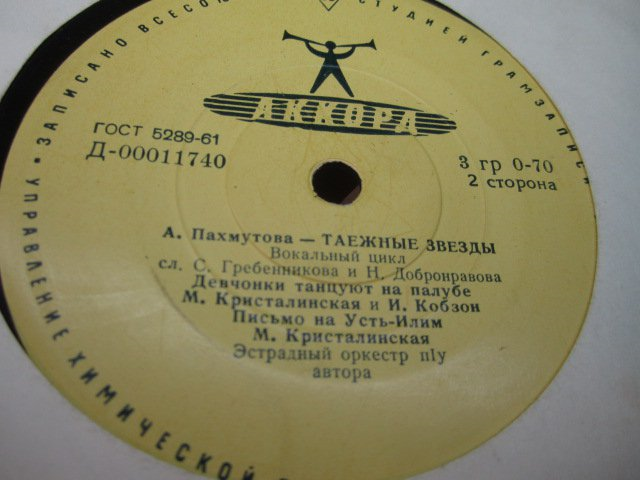 ЗАПИСАНО ВСЕСОЮ
СТУДИЕЙ ГРАМЗАПИСИ
АККОРД
ГОСТ 5289-61
Д-00011740
3 гр 0-70
2 сторона
А. Пахмутова — ТАЕЖНЫЕ ЗВЕЗДЫ
Вокальный цикл
сл. С. Гребенникова и Н. Добронравова
Девчонки танцуют на палубе
М. Кристалинская и И. Кобзон
Письмо на Усть-Илим
М. Кристалинская
Эстрадный оркестр п/у
автора
УПРАВЛЕНИЕ ХИМИЧЕСКОЙ